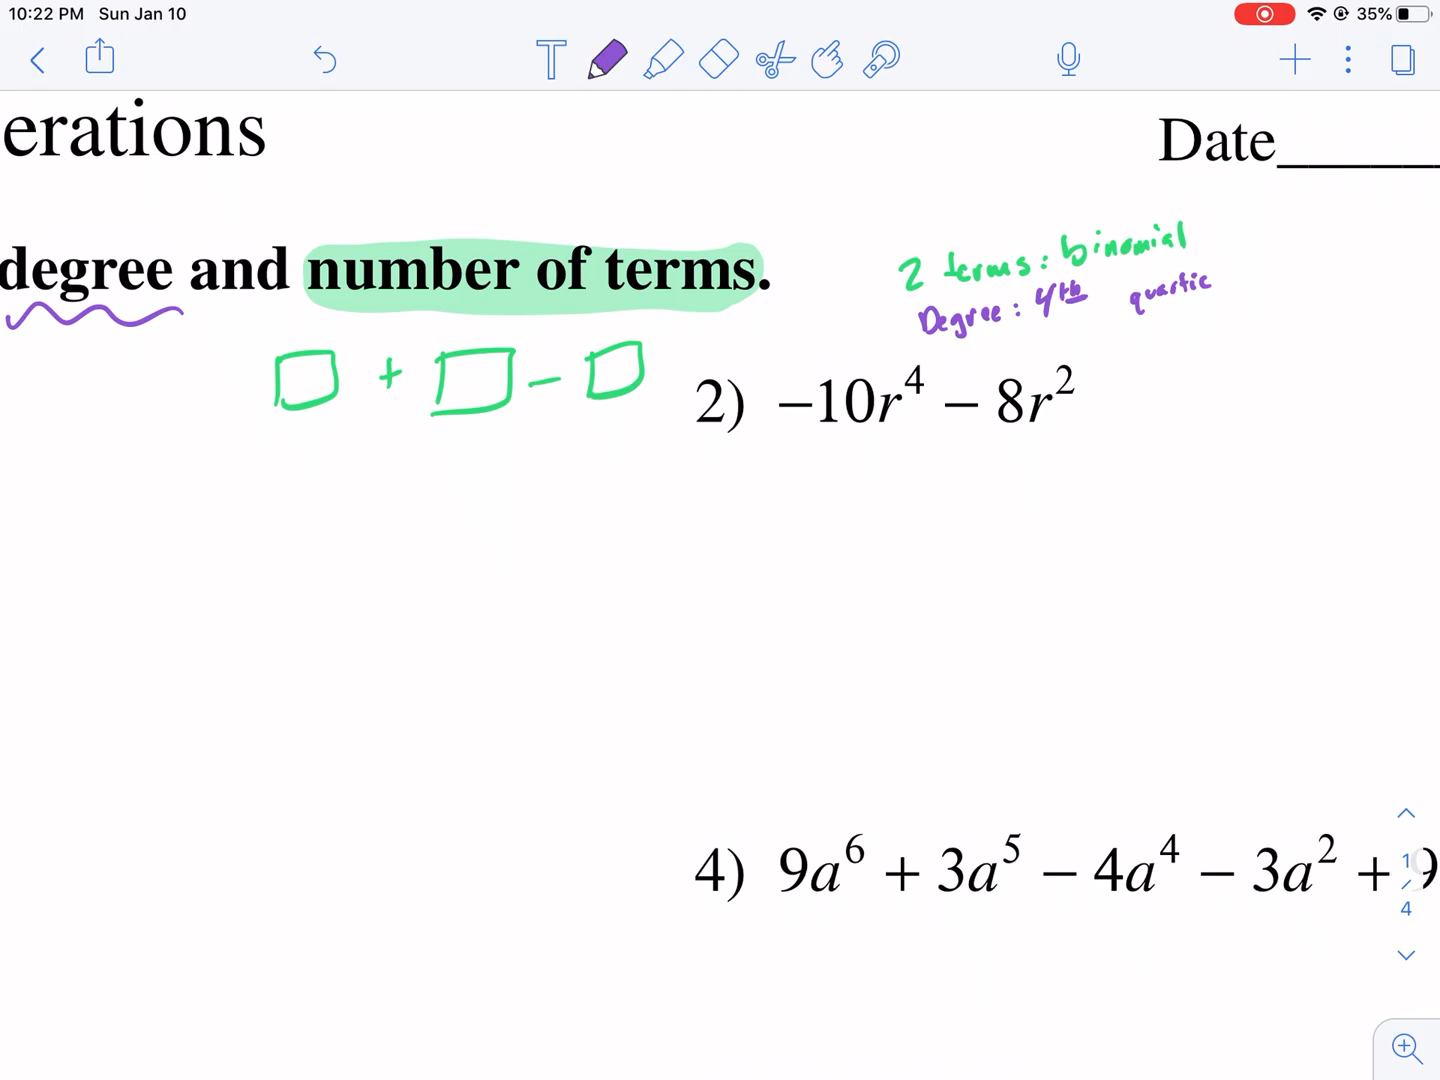 10:22 PM Sun Jan 10
35%
erations
Date______
degree and number of terms.
2 terms: binomial
Degree: 4th quartic
□ + □ − □
2) −10r⁴ − 8r²
4) 9a⁶ + 3a⁵ − 4a⁴ − 3a² + 9
1
4